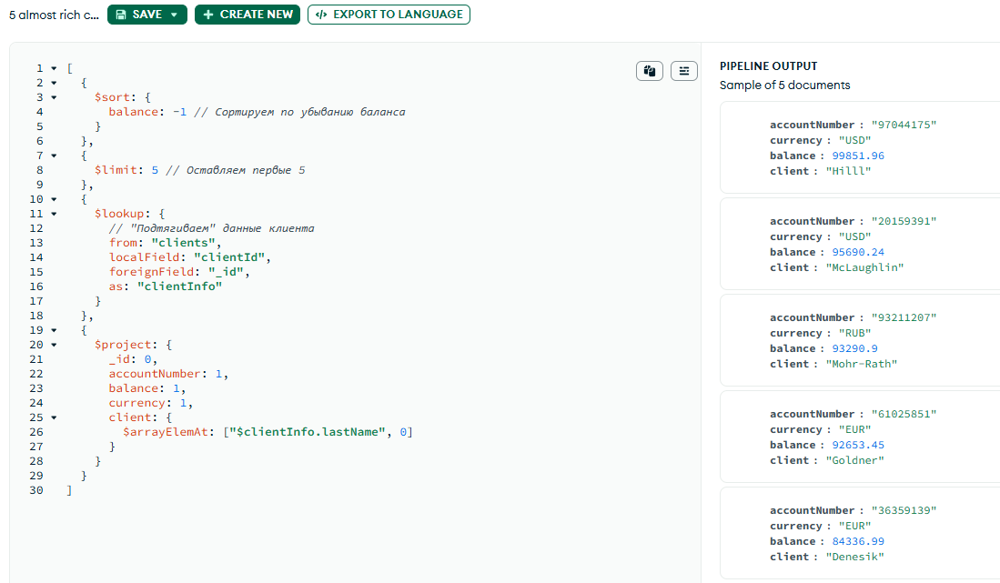 5 almost rich c...
SAVE
CREATE NEW
</> EXPORT TO LANGUAGE
1 [
2 {
3 $sort: {
4 balance: -1 // Сортируем по убыванию баланса
5 }
6 },
7 {
8 $limit: 5 // Оставляем первые 5
9 },
10 {
11 $lookup: {
12 // "Подтягиваем" данные клиента
13 from: "clients",
14 localField: "clientId",
15 foreignField: "_id",
16 as: "clientInfo"
17 }
18 },
19 {
20 $project: {
21 _id: 0,
22 accountNumber: 1,
23 balance: 1,
24 currency: 1,
25 client: {
26 $arrayElemAt: ["$clientInfo.lastName", 0]
27 }
28 }
29 }
30 ]
PIPELINE OUTPUT
Sample of 5 documents
accountNumber : "97044175"
currency : "USD"
balance : 99851.96
client : "Hilll"
accountNumber : "20159391"
currency : "USD"
balance : 95690.24
client : "McLaughlin"
accountNumber : "93211207"
currency : "RUB"
balance : 93290.9
client : "Mohr-Rath"
accountNumber : "61025851"
currency : "EUR"
balance : 92653.45
client : "Goldner"
accountNumber : "36359139"
currency : "EUR"
balance : 84336.99
client : "Denesik"